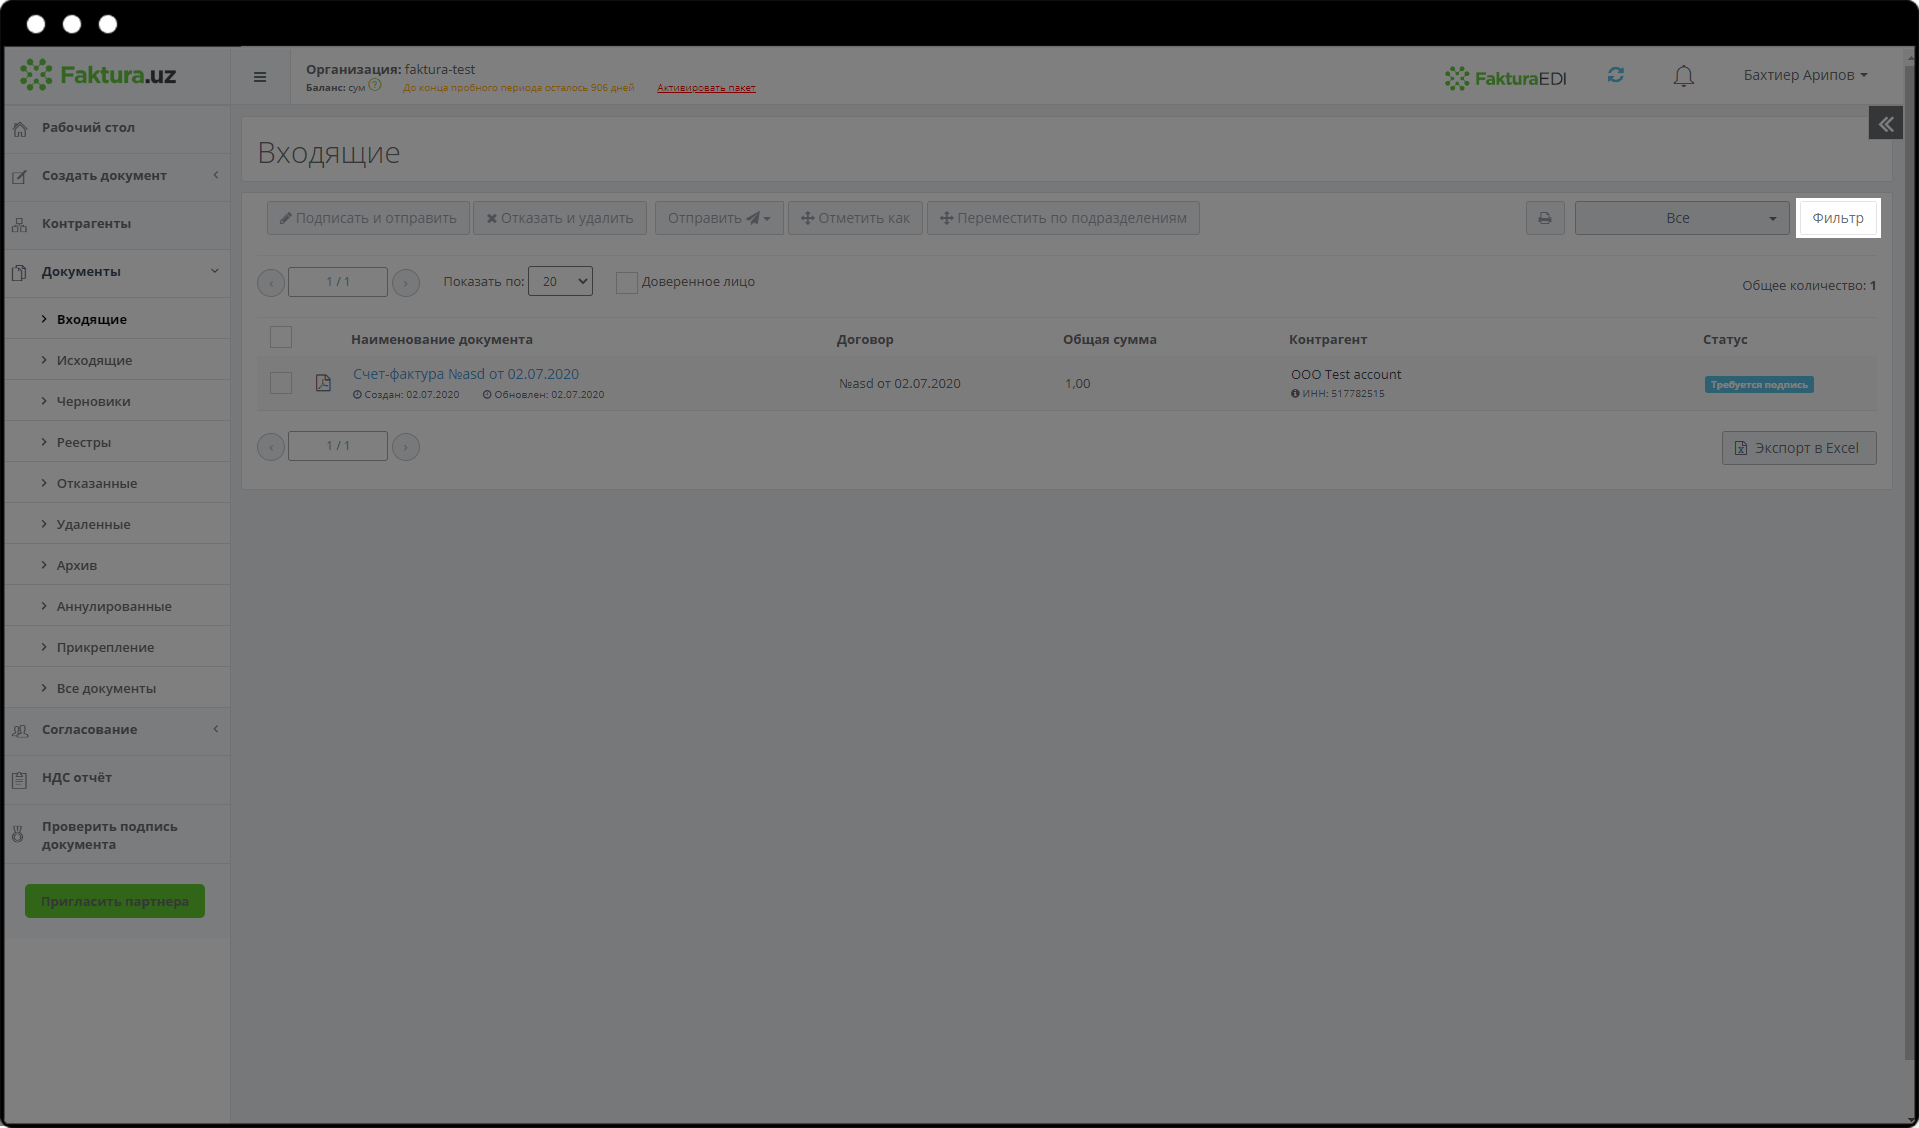 Faktura.uz
Организация: faktura-test
Баланс: сум ? До конца пробного периода осталось 906 дней Активировать пакет
FakturaEDI
Бахтиер Арипов
Рабочий стол
Создать документ
Контрагенты
Документы
Входящие
Исходящие
Черновики
Реестры
Отказанные
Удаленные
Архив
Аннулированные
Прикрепление
Все документы
Согласование
НДС отчёт
Проверить подпись
документа
Пригласить партнера
Входящие
Подписать и отправить Отказать и удалить Отправить Отметить как Переместить по подразделениям Все Фильтр
1 / 1 Показать по: 20 Доверенное лицо Общее количество: 1
Наименование документа Договор Общая сумма Контрагент Статус
Счет-фактура №asd от 02.07.2020 №asd от 02.07.2020 1,00 ООО Test account Требуется подпись
Создан: 02.07.2020 Обновлен: 02.07.2020 ИНН: 517782515
1 / 1 Экспорт в Excel